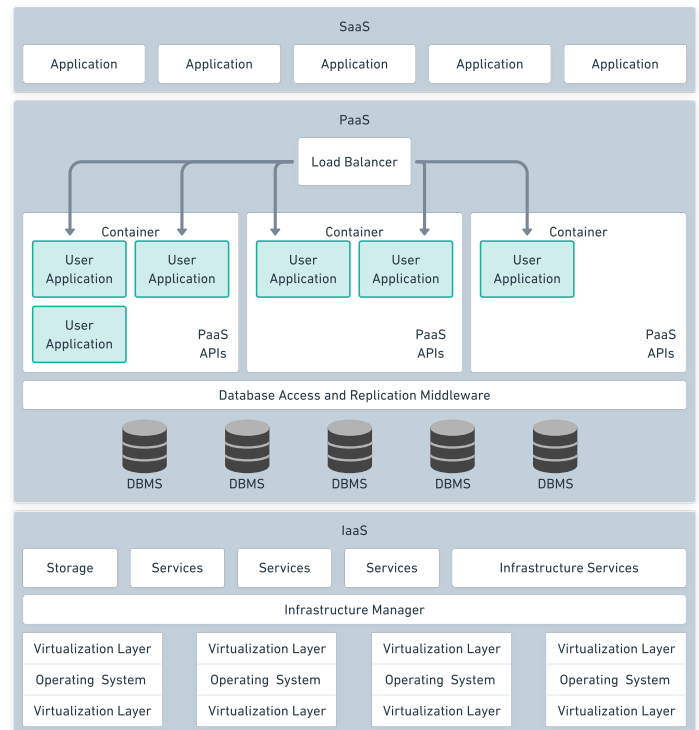 SaaS
Application
Application
Application
Application
Application
PaaS
Load Balancer
Container
User
Application
User
Application
User
Application
PaaS
APIs
Container
User
Application
User
Application
PaaS
APIs
Container
User
Application
PaaS
APIs
Database Access and Replication Middleware
DBMS
DBMS
DBMS
DBMS
DBMS
IaaS
Storage
Services
Services
Services
Infrastructure Services
Infrastructure Manager
Virtualization Layer
Operating System
Virtualization Layer
Virtualization Layer
Operating System
Virtualization Layer
Virtualization Layer
Operating System
Virtualization Layer
Virtualization Layer
Operating System
Virtualization Layer